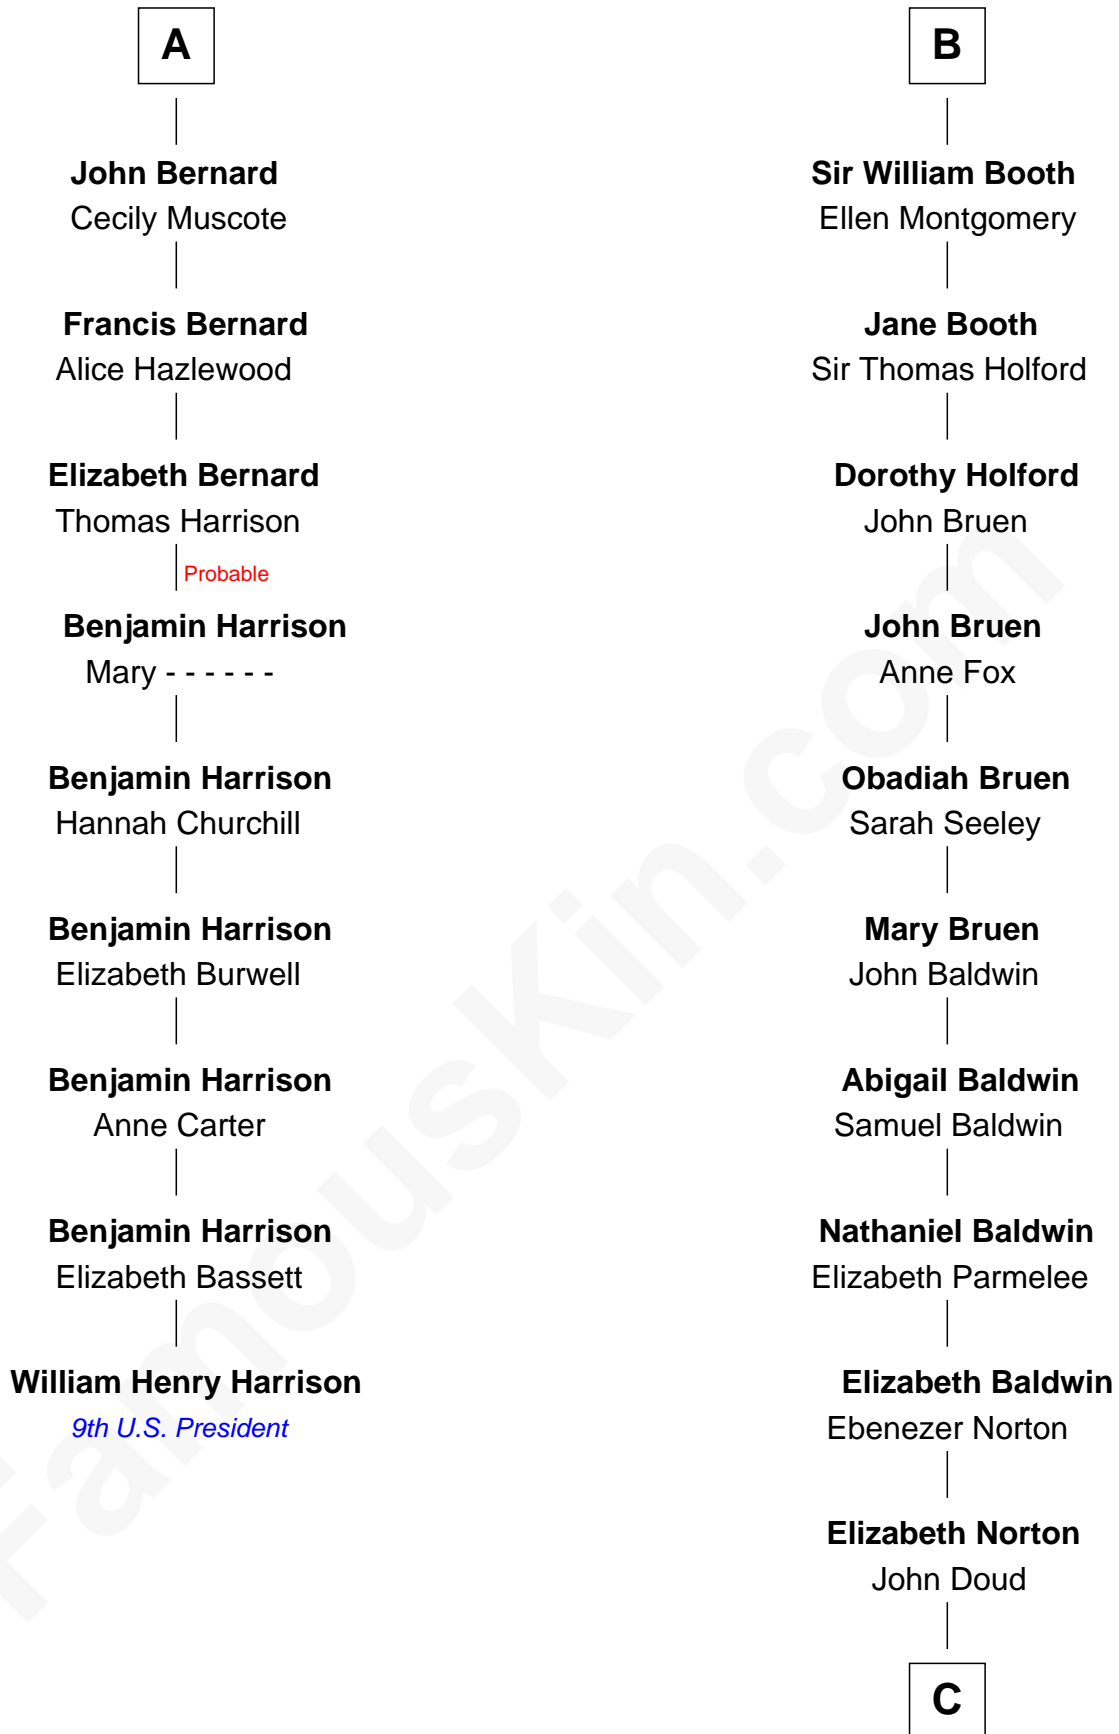 A
John Bernard
Cecily Muscote
Francis Bernard
Alice Hazlewood
Elizabeth Bernard
Thomas Harrison
Probable
Benjamin Harrison
Mary - - - - - -
Benjamin Harrison
Hannah Churchill
Benjamin Harrison
Elizabeth Burwell
Benjamin Harrison
Anne Carter
Benjamin Harrison
Elizabeth Bassett
William Henry Harrison
9th U.S. President
B
Sir William Booth
Ellen Montgomery
Jane Booth
Sir Thomas Holford
Dorothy Holford
John Bruen
John Bruen
Anne Fox
Obadiah Bruen
Sarah Seeley
Mary Bruen
John Baldwin
Abigail Baldwin
Samuel Baldwin
Nathaniel Baldwin
Elizabeth Parmelee
Elizabeth Baldwin
Ebenezer Norton
Elizabeth Norton
John Doud
C
FamousKin.com